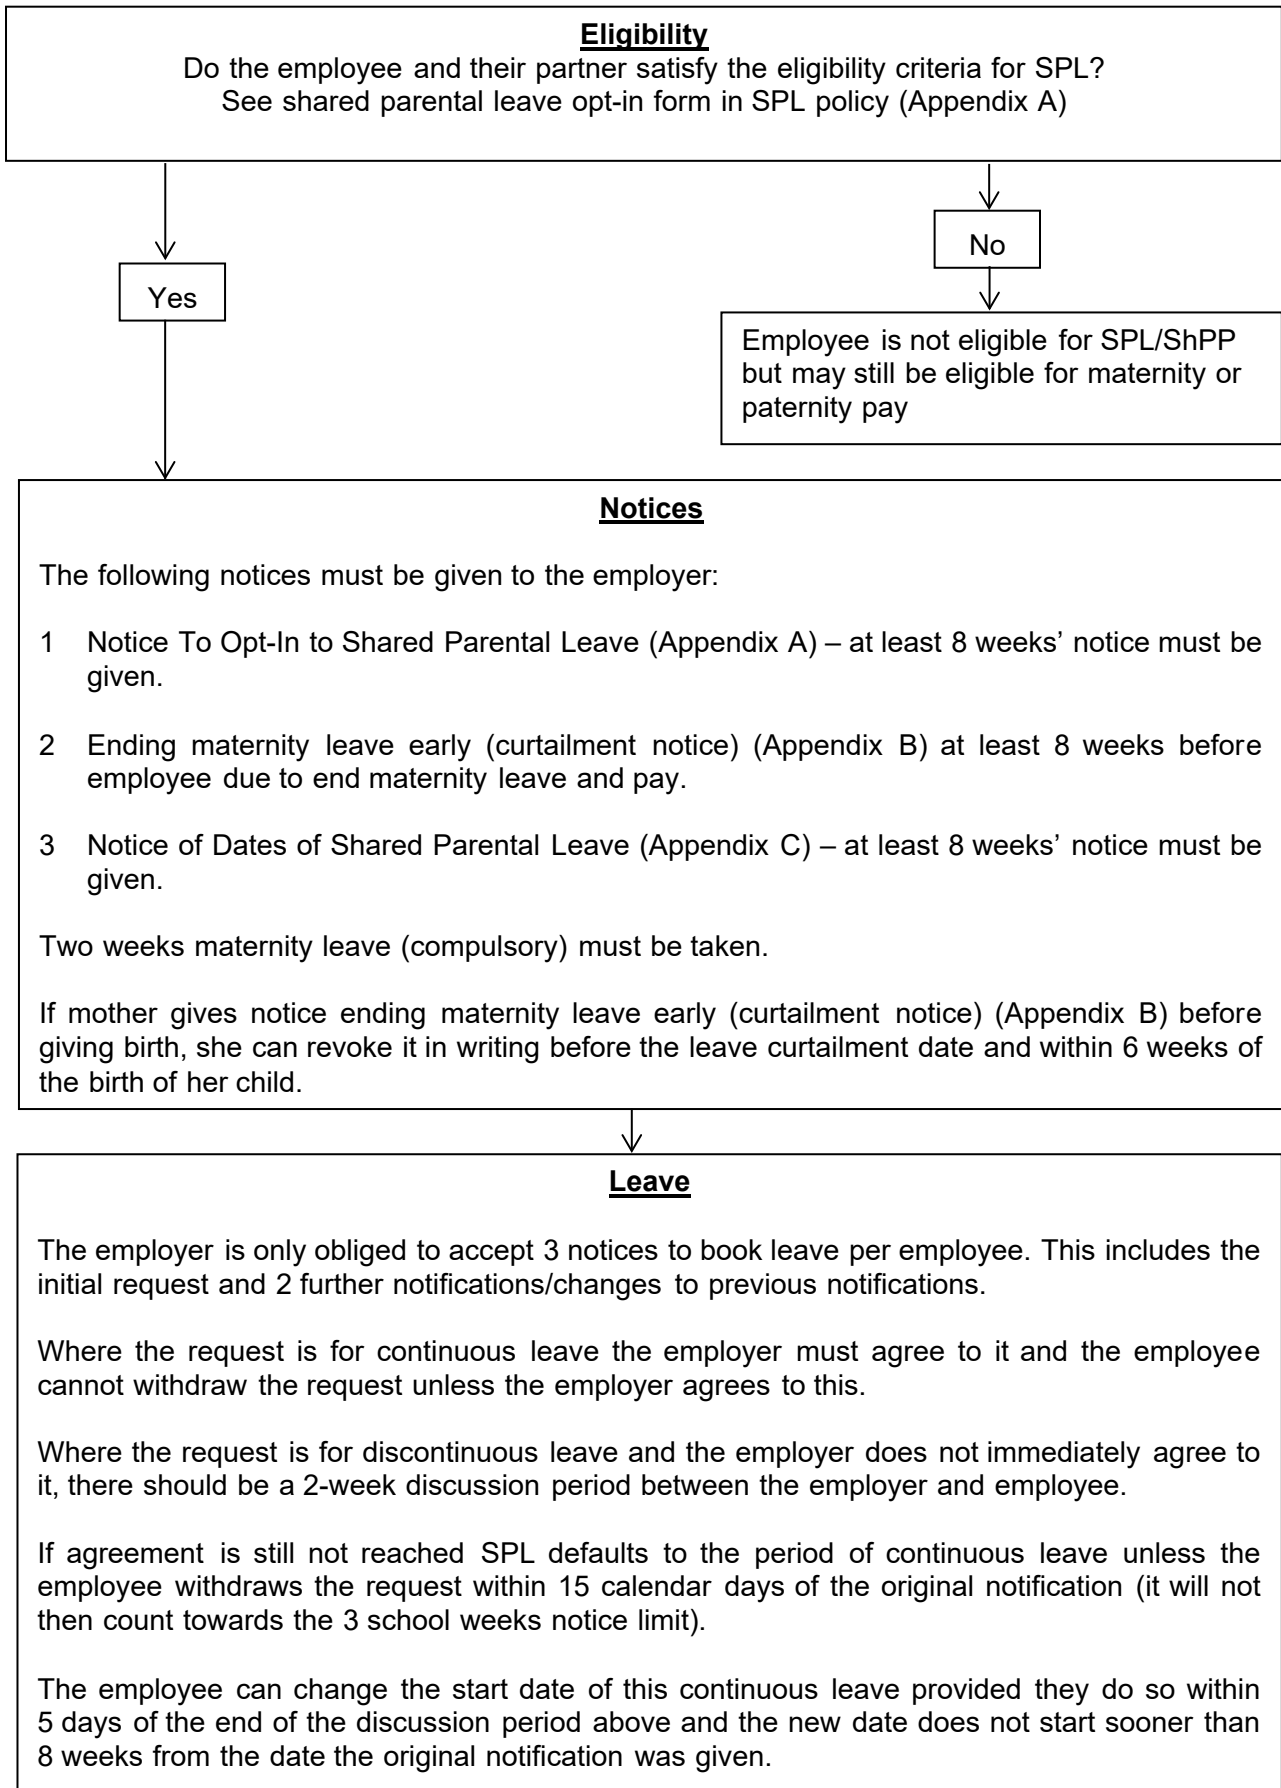 Eligibility
Do the employee and their partner satisfy the eligibility criteria for SPL?
See shared parental leave opt-in form in SPL policy (Appendix A)
Yes
No
Employee is not eligible for SPL/ShPP
but may still be eligible for maternity or
paternity pay
Notices
The following notices must be given to the employer:
1 Notice To Opt-In to Shared Parental Leave (Appendix A) – at least 8 weeks’ notice must be
given.
2 Ending maternity leave early (curtailment notice) (Appendix B) at least 8 weeks before
employee due to end maternity leave and pay.
3 Notice of Dates of Shared Parental Leave (Appendix C) – at least 8 weeks’ notice must be
given.
Two weeks maternity leave (compulsory) must be taken.
If mother gives notice ending maternity leave early (curtailment notice) (Appendix B) before
giving birth, she can revoke it in writing before the leave curtailment date and within 6 weeks of
the birth of her child.
Leave
The employer is only obliged to accept 3 notices to book leave per employee. This includes the
initial request and 2 further notifications/changes to previous notifications.
Where the request is for continuous leave the employer must agree to it and the employee
cannot withdraw the request unless the employer agrees to this.
Where the request is for discontinuous leave and the employer does not immediately agree to
it, there should be a 2-week discussion period between the employer and employee.
If agreement is still not reached SPL defaults to the period of continuous leave unless the
employee withdraws the request within 15 calendar days of the original notification (it will not
then count towards the 3 school weeks notice limit).
The employee can change the start date of this continuous leave provided they do so within
5 days of the end of the discussion period above and the new date does not start sooner than
8 weeks from the date the original notification was given.